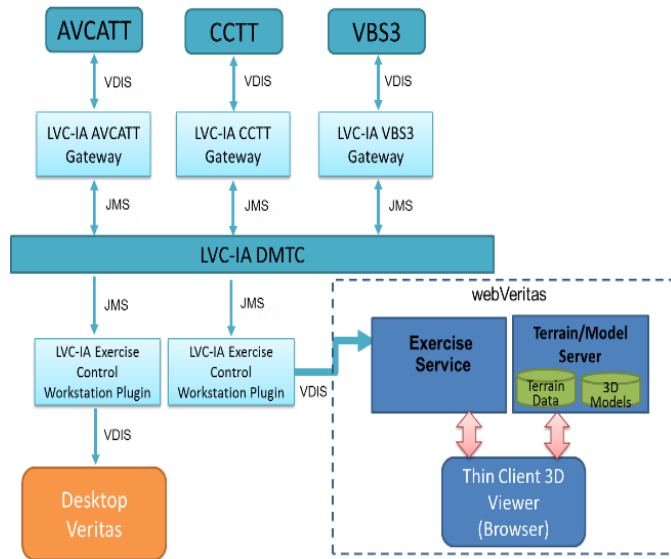 AVCATT
CCTT
VBS3
VDIS
VDIS
VDIS
LVC-IA AVCATT
Gateway
LVC-IA CCTT
Gateway
LVC-IA VBS3
Gateway
JMS
JMS
JMS
LVC-IA DMTC
JMS
JMS
webVeritas
LVC-IA Exercise
Control
Workstation Plugin
LVC-IA Exercise
Control
Workstation Plugin
VDIS
Exercise
Service
Terrain/Model
Server
Terrain
Data
3D
Models
VDIS
Desktop
Veritas
Thin Client 3D
Viewer
(Browser)